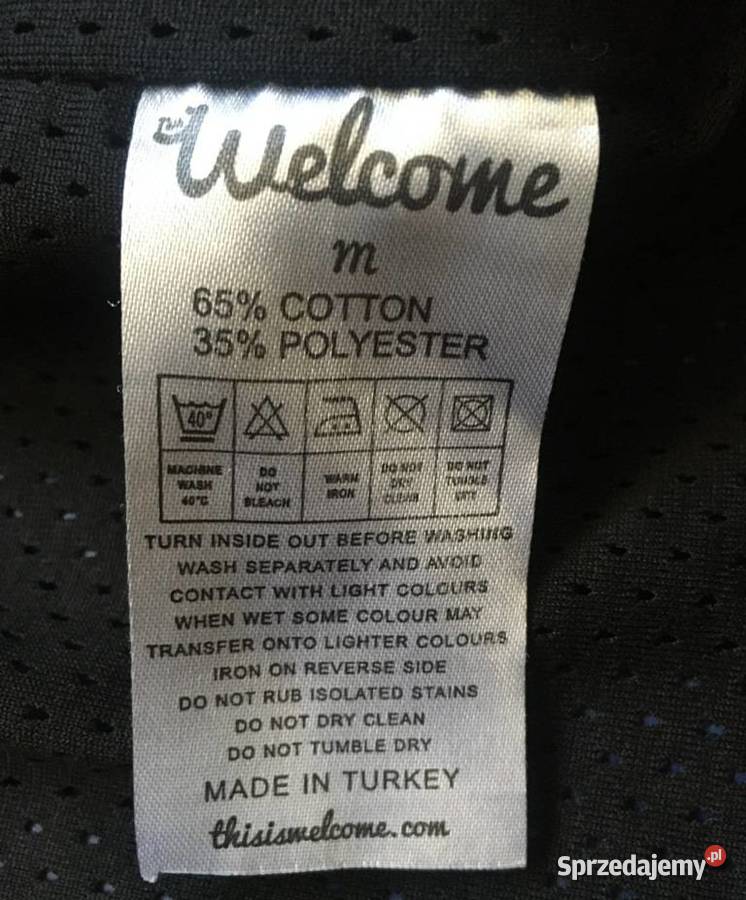 This is Welcome
m
65% COTTON
35% POLYESTER
40°
MACHINE WASH 40°C
DO NOT BLEACH
WARM IRON
DO NOT DRY CLEAN
DO NOT TUMBLE DRY
TURN INSIDE OUT BEFORE WASHING
WASH SEPARATELY AND AVOID
CONTACT WITH LIGHT COLOURS
WHEN WET SOME COLOUR MAY
TRANSFER ONTO LIGHTER COLOURS
IRON ON REVERSE SIDE
DO NOT RUB ISOLATED STAINS
DO NOT DRY CLEAN
DO NOT TUMBLE DRY
MADE IN TURKEY
thisiswelcome.com
Sprzedajemy.pl